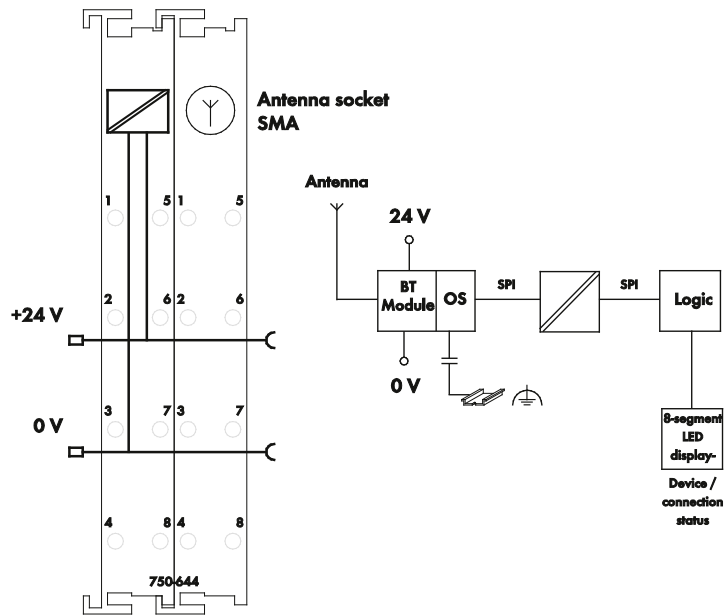 Antenna socket
SMA
1 5 1 5
2 6 2 6
+24 V
3 7 3 7
0 V
4 8 4 8
750-644
Antenna
24 V
BT
Module
OS
SPI
SPI
Logic
0 V
8-segment
LED
display-
Device /
connection
status